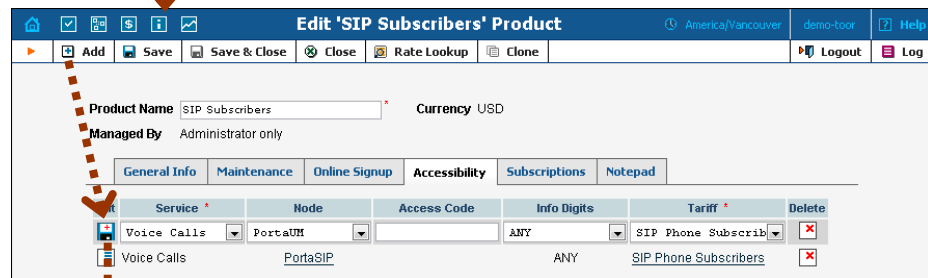 Edit 'SIP Subscribers' Product America/Vancouver demo-toor ? Help
Add Save Save & Close Close Rate Lookup Clone Logout Log
Product Name SIP Subscribers * Currency USD
Managed By Administrator only
General Info Maintenance Online Signup Accessibility Subscriptions Notepad
Service * Node Access Code Info Digits Tariff * Delete
Voice Calls PortaUM ANY SIP Phone Subscrib
Voice Calls PortaSIP ANY SIP Phone Subscribers